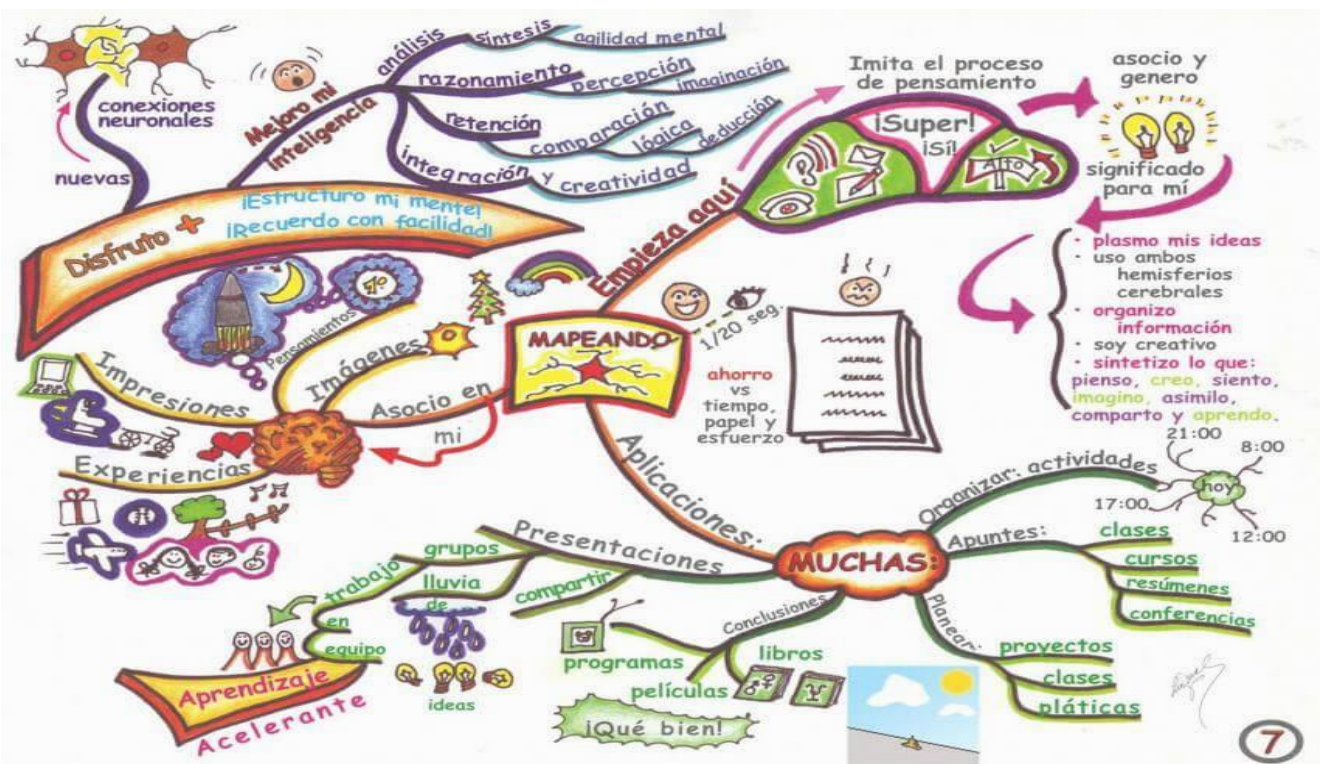 MAPEANDO
Empieza aquí
Imita el proceso
de pensamiento
¡Super!
¡Sí!
ALTO
asocio y
genero
significado
para mí
· plasmo mis ideas
· uso ambos
hemisferios
cerebrales
· organizo
información
· soy creativo
· sintetizo lo que:
pienso, creo, siento,
imagino, asimilo,
comparto y aprendo.
1/20 seg.
ahorro
vs
tiempo,
papel y
esfuerzo
Aplicaciones:
MUCHAS:
Organizar: actividades
hoy
21:00
8:00
17:00
12:00
Apuntes:
clases
cursos
resúmenes
conferencias
Planear:
proyectos
clases
pláticas
Conclusiones
programas
películas
libros
¡Qué bien!
Presentaciones
compartir
grupos
lluvia
de
ideas
trabajo
en
equipo
Aprendizaje
Acelerante
Asocio en
mi
Imágenes
Pensamientos
1º
Impresiones
Experiencias
Disfruto +
¡Estructuro mi mente!
¡Recuerdo con facilidad!
nuevas
conexiones
neuronales
Mejoro mi
inteligencia
análisis
síntesis
agilidad mental
razonamiento
percepción
imaginación
retención
comparación
lógica
deducción
integración y creatividad
7